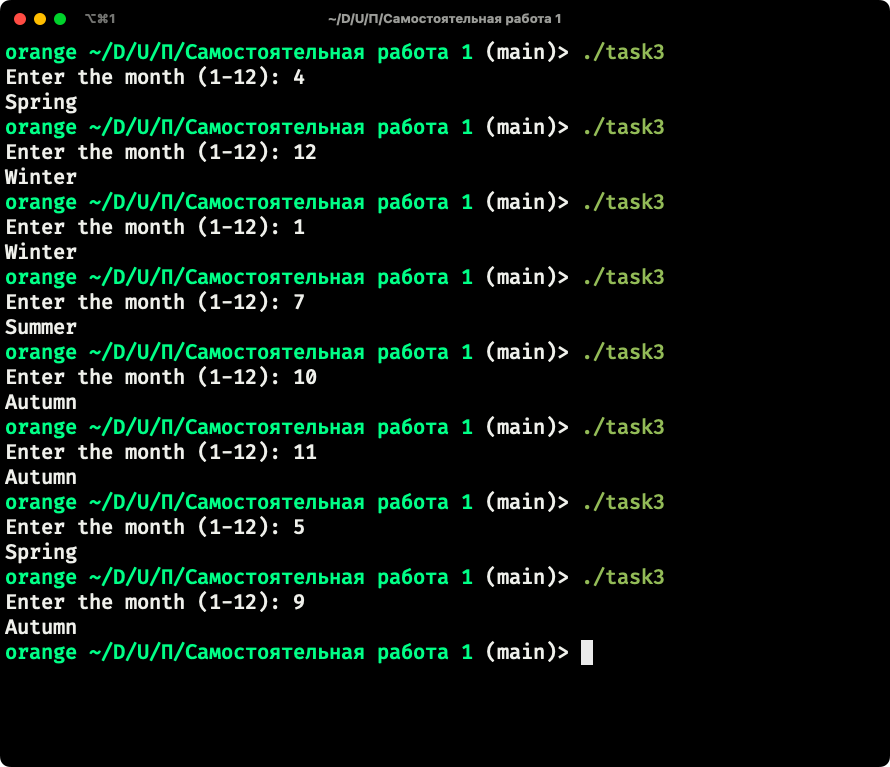 ⌥⌘1 ~/D/U/П/Самостоятельная работа 1
orange ~/D/U/П/Самостоятельная работа 1 (main)> ./task3
Enter the month (1-12): 4
Spring
orange ~/D/U/П/Самостоятельная работа 1 (main)> ./task3
Enter the month (1-12): 12
Winter
orange ~/D/U/П/Самостоятельная работа 1 (main)> ./task3
Enter the month (1-12): 1
Winter
orange ~/D/U/П/Самостоятельная работа 1 (main)> ./task3
Enter the month (1-12): 7
Summer
orange ~/D/U/П/Самостоятельная работа 1 (main)> ./task3
Enter the month (1-12): 10
Autumn
orange ~/D/U/П/Самостоятельная работа 1 (main)> ./task3
Enter the month (1-12): 11
Autumn
orange ~/D/U/П/Самостоятельная работа 1 (main)> ./task3
Enter the month (1-12): 5
Spring
orange ~/D/U/П/Самостоятельная работа 1 (main)> ./task3
Enter the month (1-12): 9
Autumn
orange ~/D/U/П/Самостоятельная работа 1 (main)>